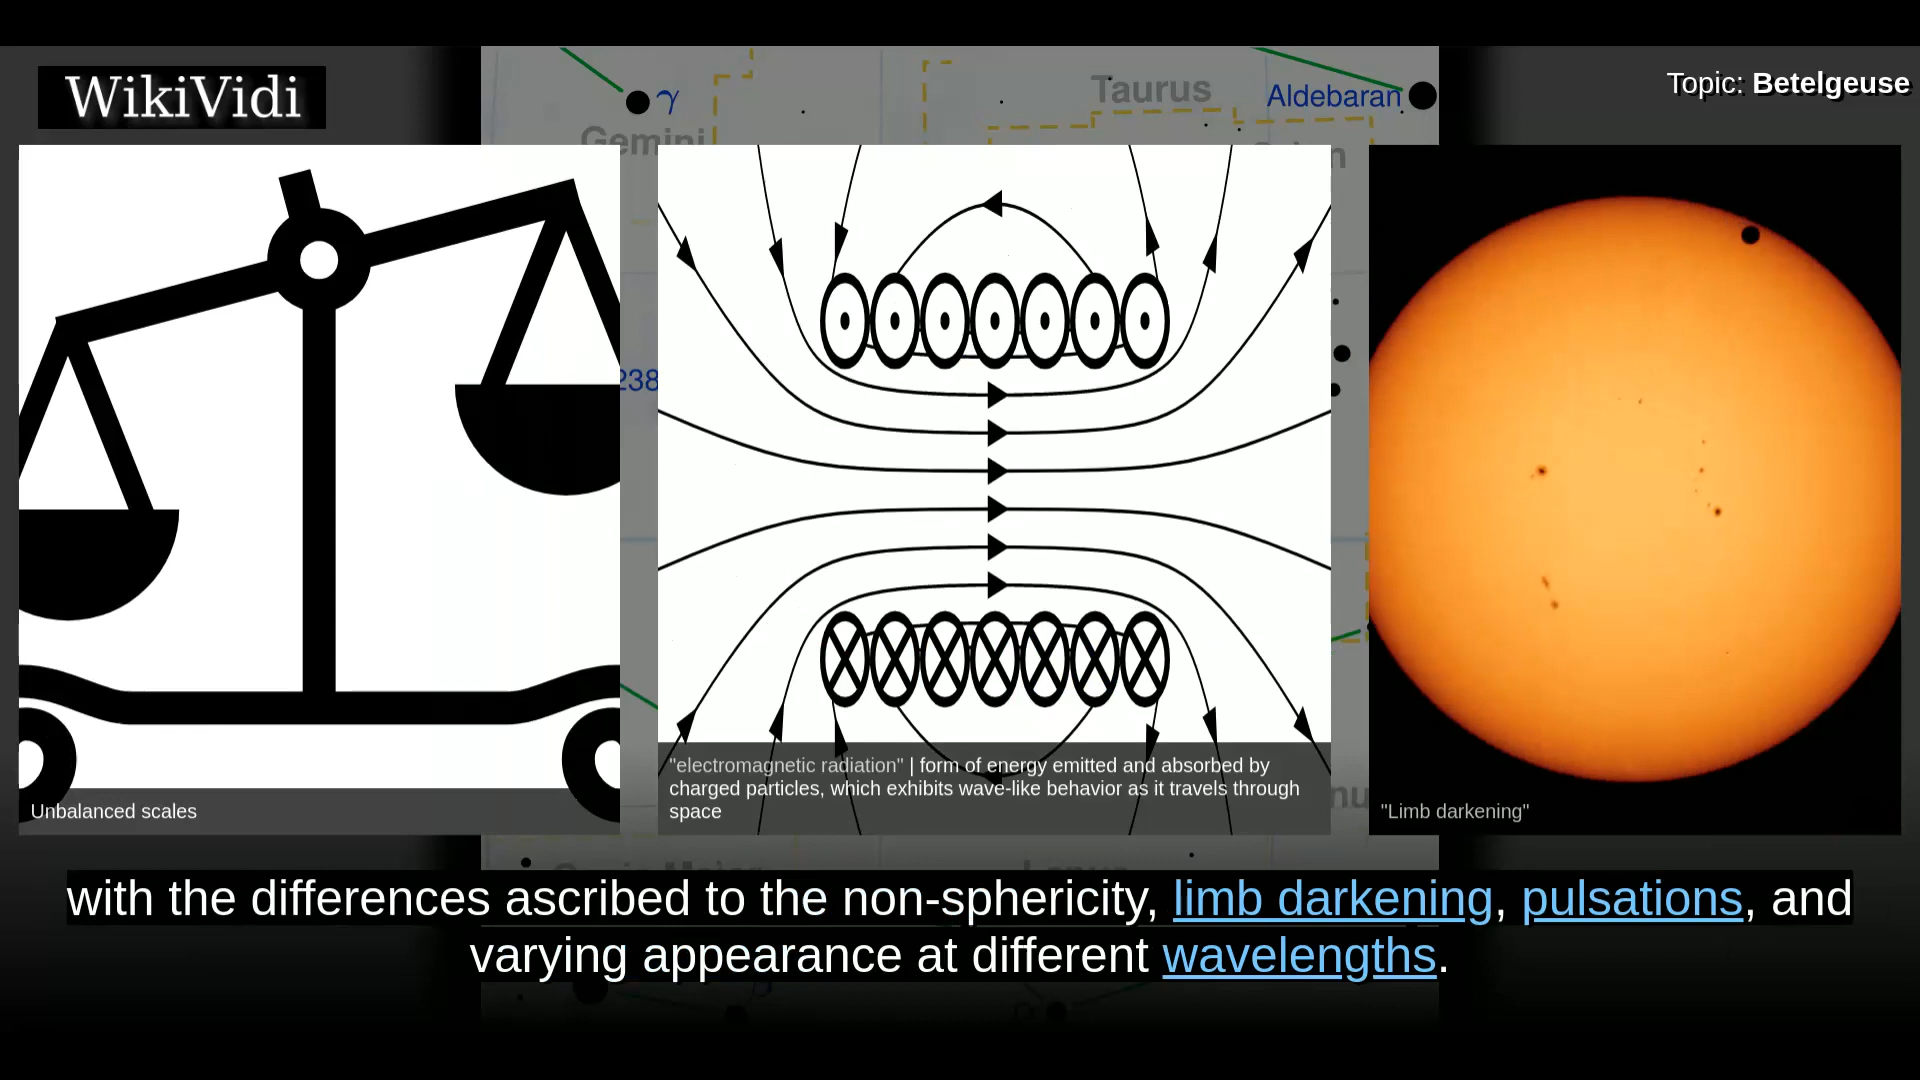 WikiVidi
Topic: Betelgeuse
γ
Taurus
Aldebaran
Gemini
238
Unbalanced scales
"electromagnetic radiation" | form of energy emitted and absorbed by
charged particles, which exhibits wave-like behavior as it travels through
space
"Limb darkening"
with the differences ascribed to the non-sphericity, limb darkening, pulsations, and
varying appearance at different wavelengths.